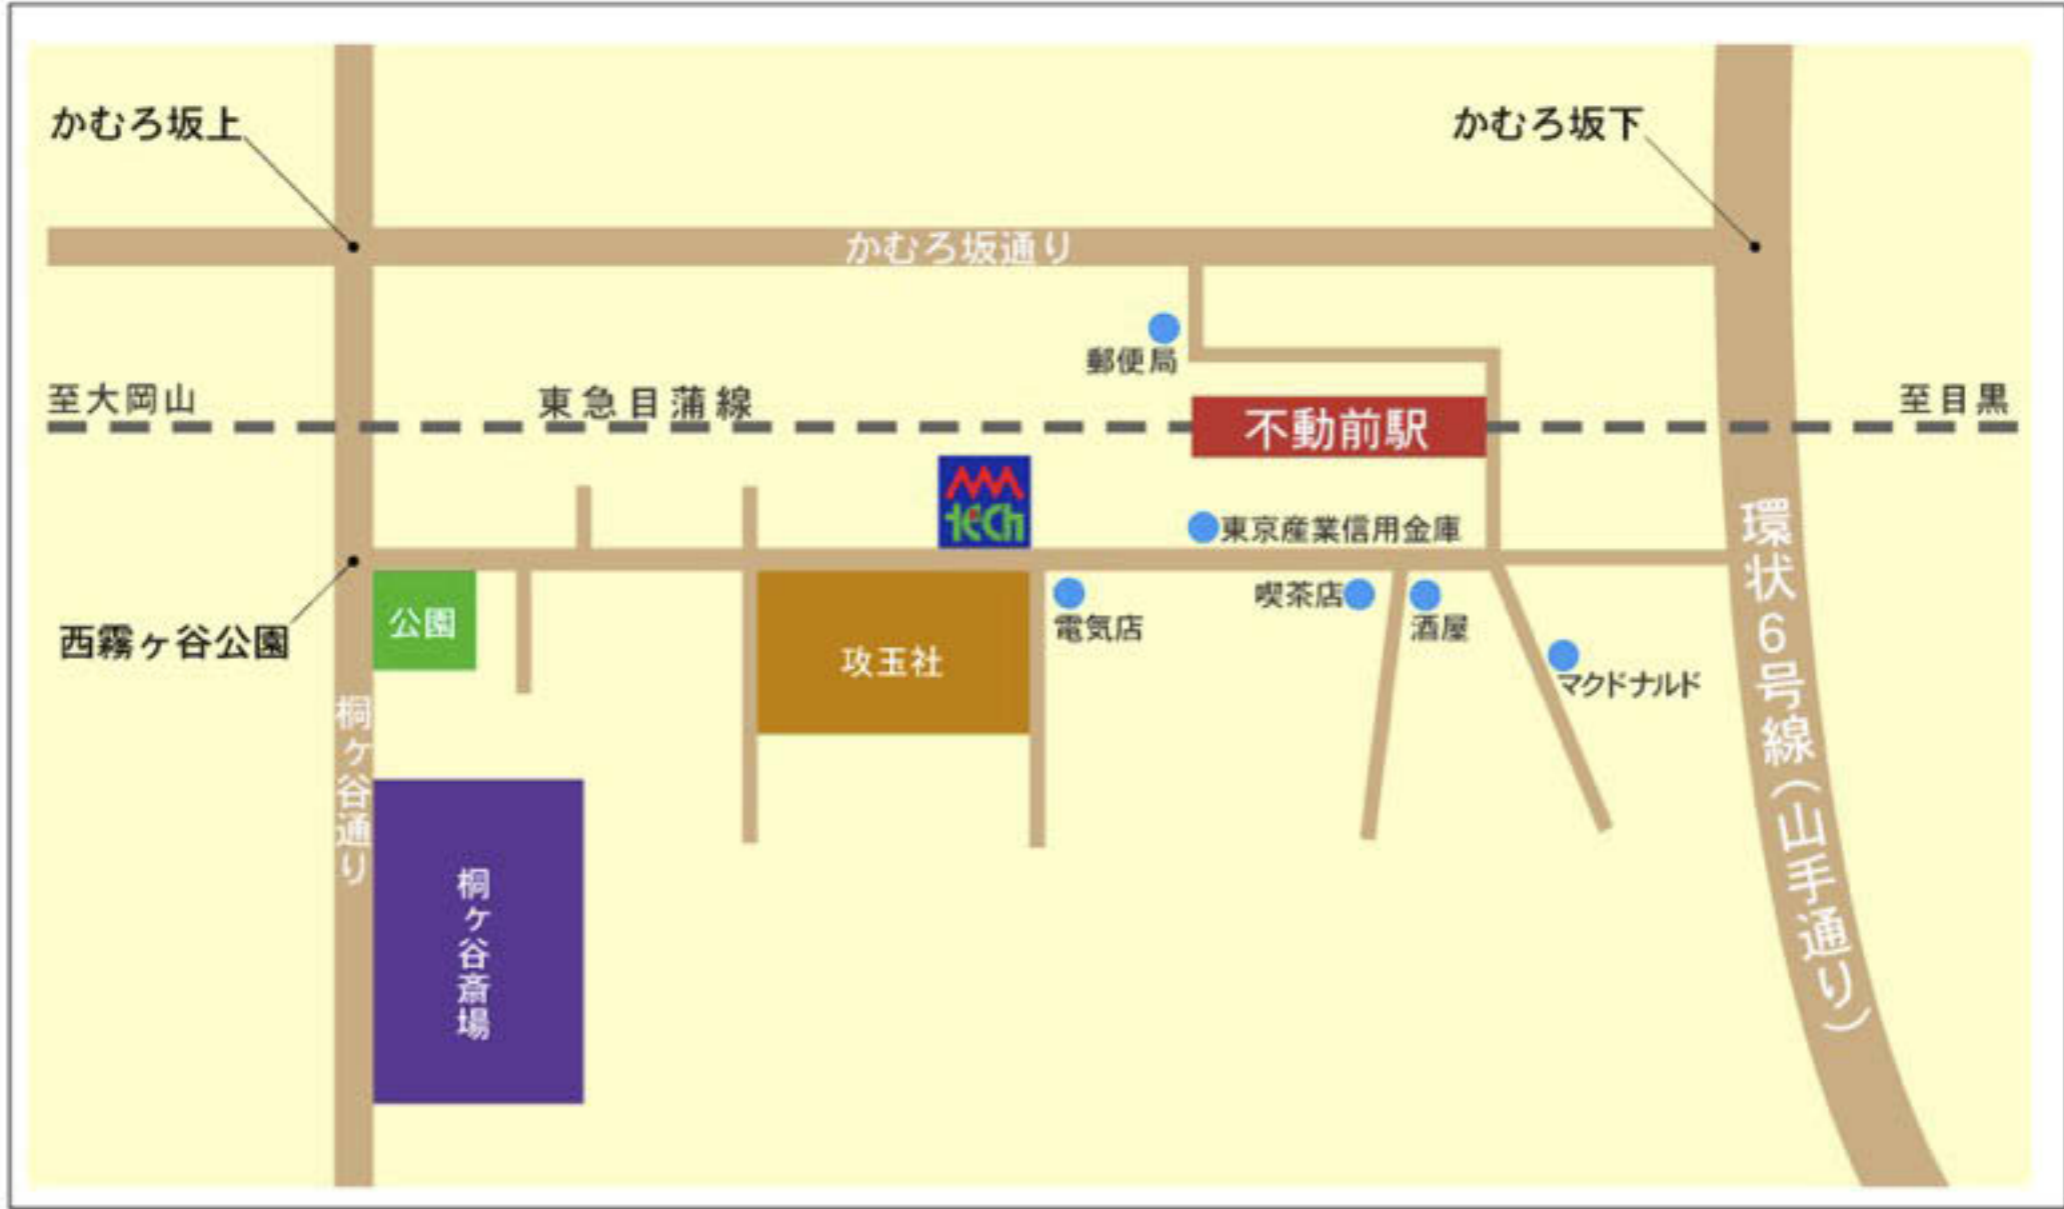 かむろ坂上
かむろ坂下
かむろ坂通り
郵便局
至大岡山
東急目蒲線
不動前駅
至目黒
tech
東京産業信用金庫
環状6号線(山手通り)
喫茶店
酒屋
電気店
公園
西霧ヶ谷公園
攻玉社
マクドナルド
桐ヶ谷通り
桐ヶ谷斎場